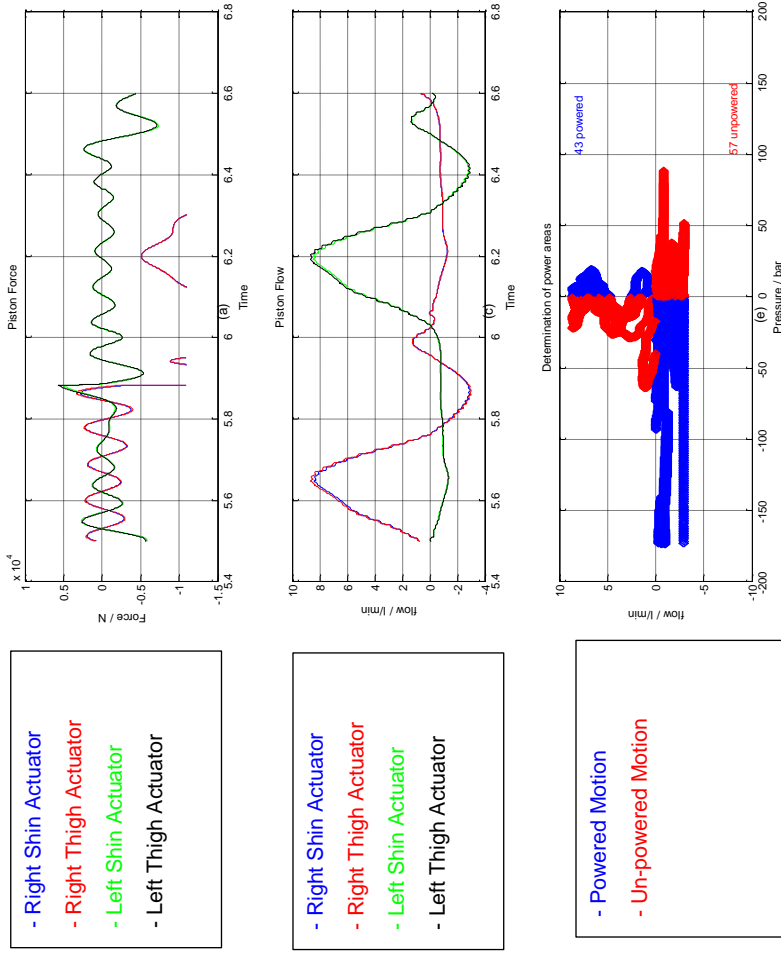 - Right Shin Actuator
- Right Thigh Actuator
- Left Shin Actuator
- Left Thigh Actuator
Piston Force
x 10^4
Force / N
0.5
0
-0.5
-1
-1.5
5.4 5.6 5.8 6 6.2 6.4 6.6 6.8
(a)
Time
- Right Shin Actuator
- Right Thigh Actuator
- Left Shin Actuator
- Left Thigh Actuator
Piston Flow
flow / l/min
10
8
6
4
2
0
-2
-4
5.4 5.6 5.8 6 6.2 6.4 6.6 6.8
(c)
Time
- Powered Motion
- Un-powered Motion
Determination of power areas
43 powered
57 unpowered
flow / l/min
10
5
0
-5
-10
-200 -150 -100 -50 0 50 100 150 200
(e)
Pressure / bar